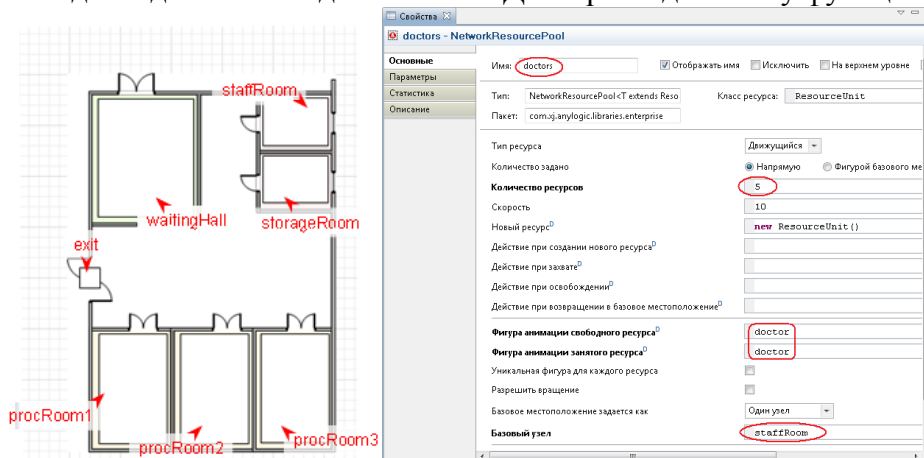 Свойства
doctors - NetworkResourcePool
Основные
Параметры
Статистика
Описание
Имя: doctors Отображать имя Исключить На верхнем уровне
Тип: NetworkResourcePool<T extends Reso Класс ресурса: ResourceUnit
Пакет: com.xj.anylogic.libraries.enterprise
Тип ресурса Движущийся
Количество задано Напрямую Фигурой базового ме
Количество ресурсов 5
Скорость 10
Новый ресурс D new ResourceUnit()
Действие при создании нового ресурса D
Действие при захвате D
Действие при освобождении D
Действие при возвращении в базовое местоположение D
Фигура анимации свободного ресурса D doctor
Фигура анимации занятого ресурса D doctor
Уникальная фигура для каждого ресурса
Разрешить вращение
Базовое местоположение задается как Один узел
Базовый узел staffRoom
staffRoom
waitingHall
storageRoom
exit
procRoom1
procRoom2
procRoom3